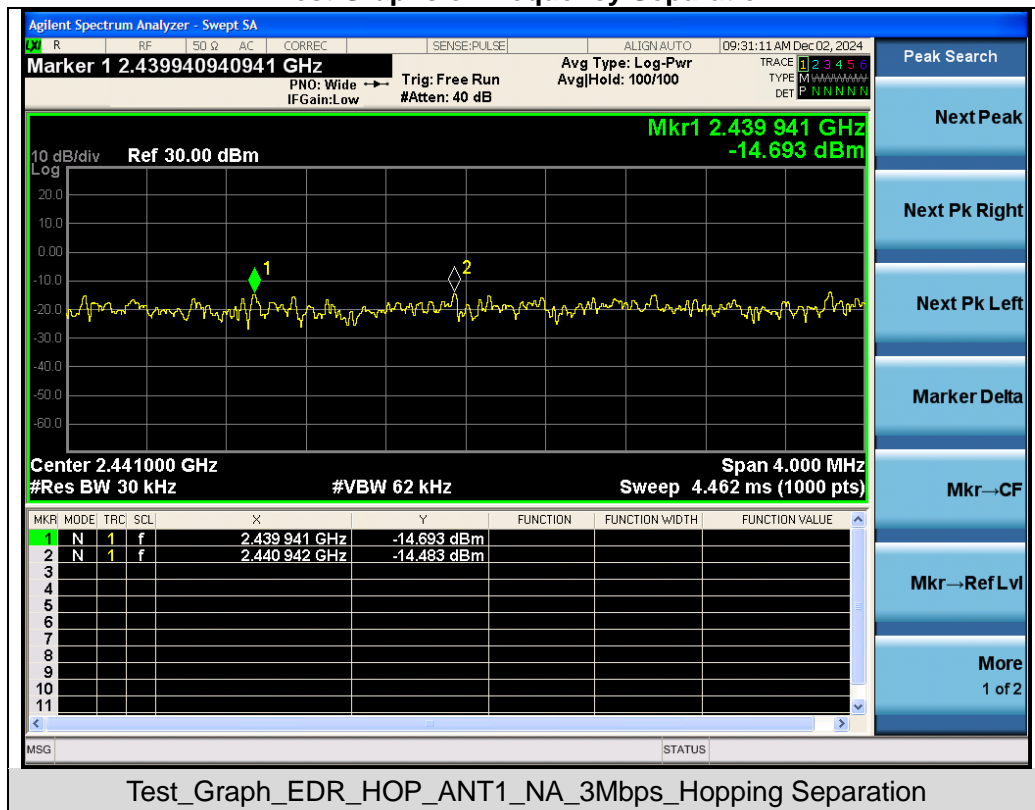 Agilent Spectrum Analyzer - Swept SA
LXI R RF 50 Ω AC CORREC SENSE:PULSE ALIGN AUTO 09:31:11 AM Dec 02, 2024
Marker 1 2.439940940941 GHz
PNO: Wide
IFGain:Low
Trig: Free Run
#Atten: 40 dB
Avg Type: Log-Pwr
Avg|Hold: 100/100
TRACE 1 2 3 4 5 6
TYPE M WWWWW
DET P N N N N N
Peak Search
Next Peak
Next Pk Right
Next Pk Left
Marker Delta
Mkr→CF
Mkr→RefLvl
More
1 of 2
Mkr1 2.439 941 GHz
-14.693 dBm
10 dB/div Ref 30.00 dBm
Log
20.0
10.0
0.00
-10.0
-20.0
-30.0
-40.0
-50.0
-60.0
1
2
Center 2.441000 GHz Span 4.000 MHz
#Res BW 30 kHz #VBW 62 kHz Sweep 4.462 ms (1000 pts)
MKR MODE TRC SCL X Y FUNCTION FUNCTION WIDTH FUNCTION VALUE
1 N 1 f 2.439 941 GHz -14.693 dBm
2 N 1 f 2.440 942 GHz -14.483 dBm
3
4
5
6
7
8
9
10
11
MSG STATUS
Test_Graph_EDR_HOP_ANT1_NA_3Mbps_Hopping Separation